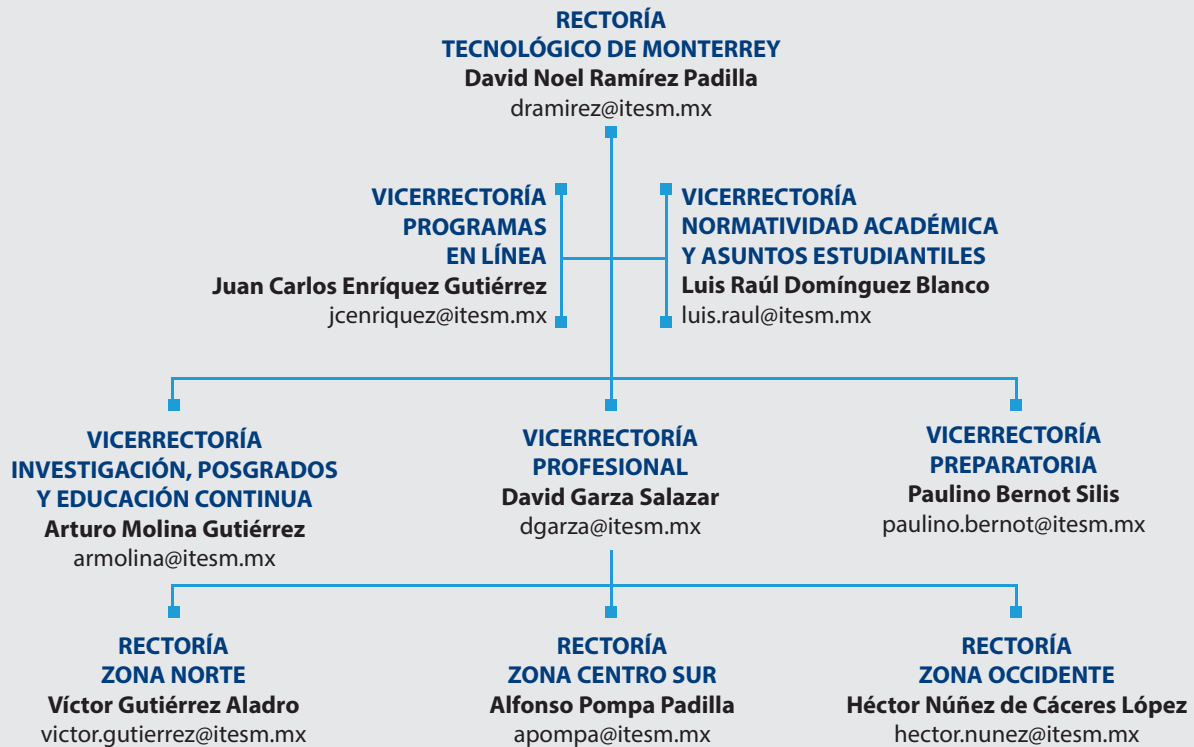 RECTORÍA
TECNOLÓGICO DE MONTERREY
David Noel Ramírez Padilla
dramirez@itesm.mx
VICERRECTORÍA
PROGRAMAS
EN LÍNEA
Juan Carlos Enríquez Gutiérrez
jcenriquez@itesm.mx
VICERRECTORÍA
NORMATIVIDAD ACADÉMICA
Y ASUNTOS ESTUDIANTILES
Luis Raúl Domínguez Blanco
luis.raul@itesm.mx
VICERRECTORÍA
INVESTIGACIÓN, POSGRADOS
Y EDUCACIÓN CONTINUA
Arturo Molina Gutiérrez
armolina@itesm.mx
VICERRECTORÍA
PROFESIONAL
David Garza Salazar
dgarza@itesm.mx
VICERRECTORÍA
PREPARATORIA
Paulino Bernot Silis
paulino.bernot@itesm.mx
RECTORÍA
ZONA NORTE
Víctor Gutiérrez Aladro
victor.gutierrez@itesm.mx
RECTORÍA
ZONA CENTRO SUR
Alfonso Pompa Padilla
apompa@itesm.mx
RECTORÍA
ZONA OCCIDENTE
Héctor Núñez de Cáceres López
hector.nunez@itesm.mx